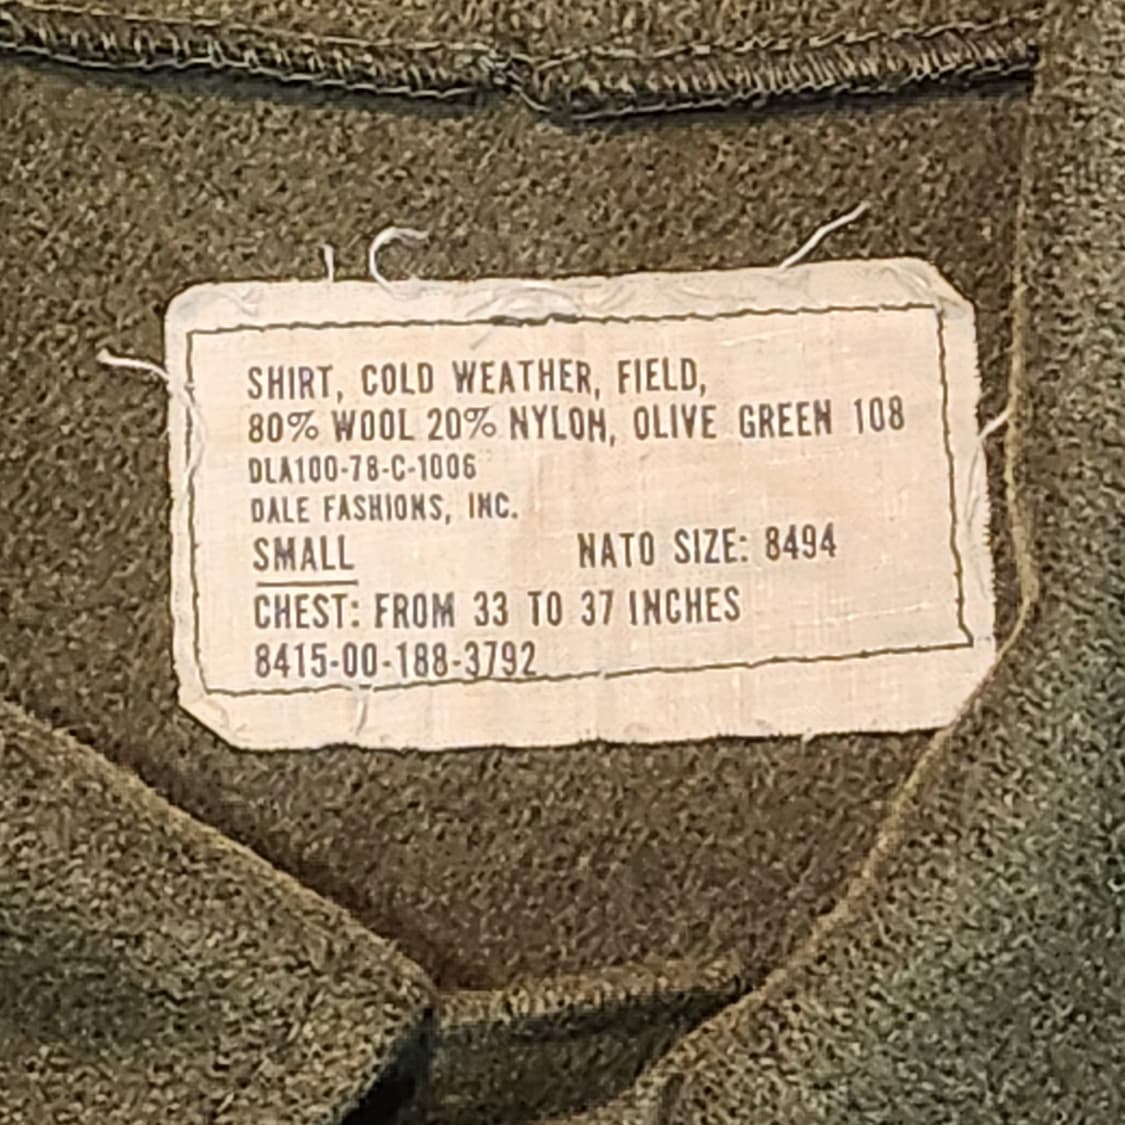 SHIRT, COLD WEATHER, FIELD,
80% WOOL 20% NYLON, OLIVE GREEN 108
DLA100-78-C-1006
DALE FASHIONS, INC.
SMALL NATO SIZE: 8494
CHEST: FROM 33 TO 37 INCHES
8415-00-188-3792